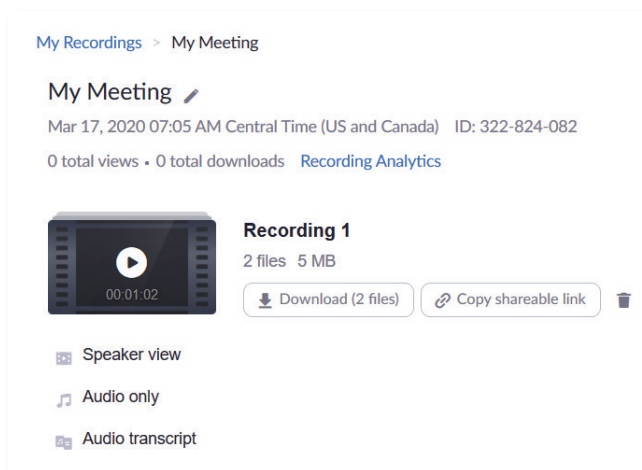 My Recordings > My Meeting
My Meeting
Mar 17, 2020 07:05 AM Central Time (US and Canada) ID: 322-824-082
0 total views • 0 total downloads Recording Analytics
Recording 1
2 files 5 MB
00:01:02
Download (2 files) Copy shareable link
Speaker view
Audio only
Audio transcript